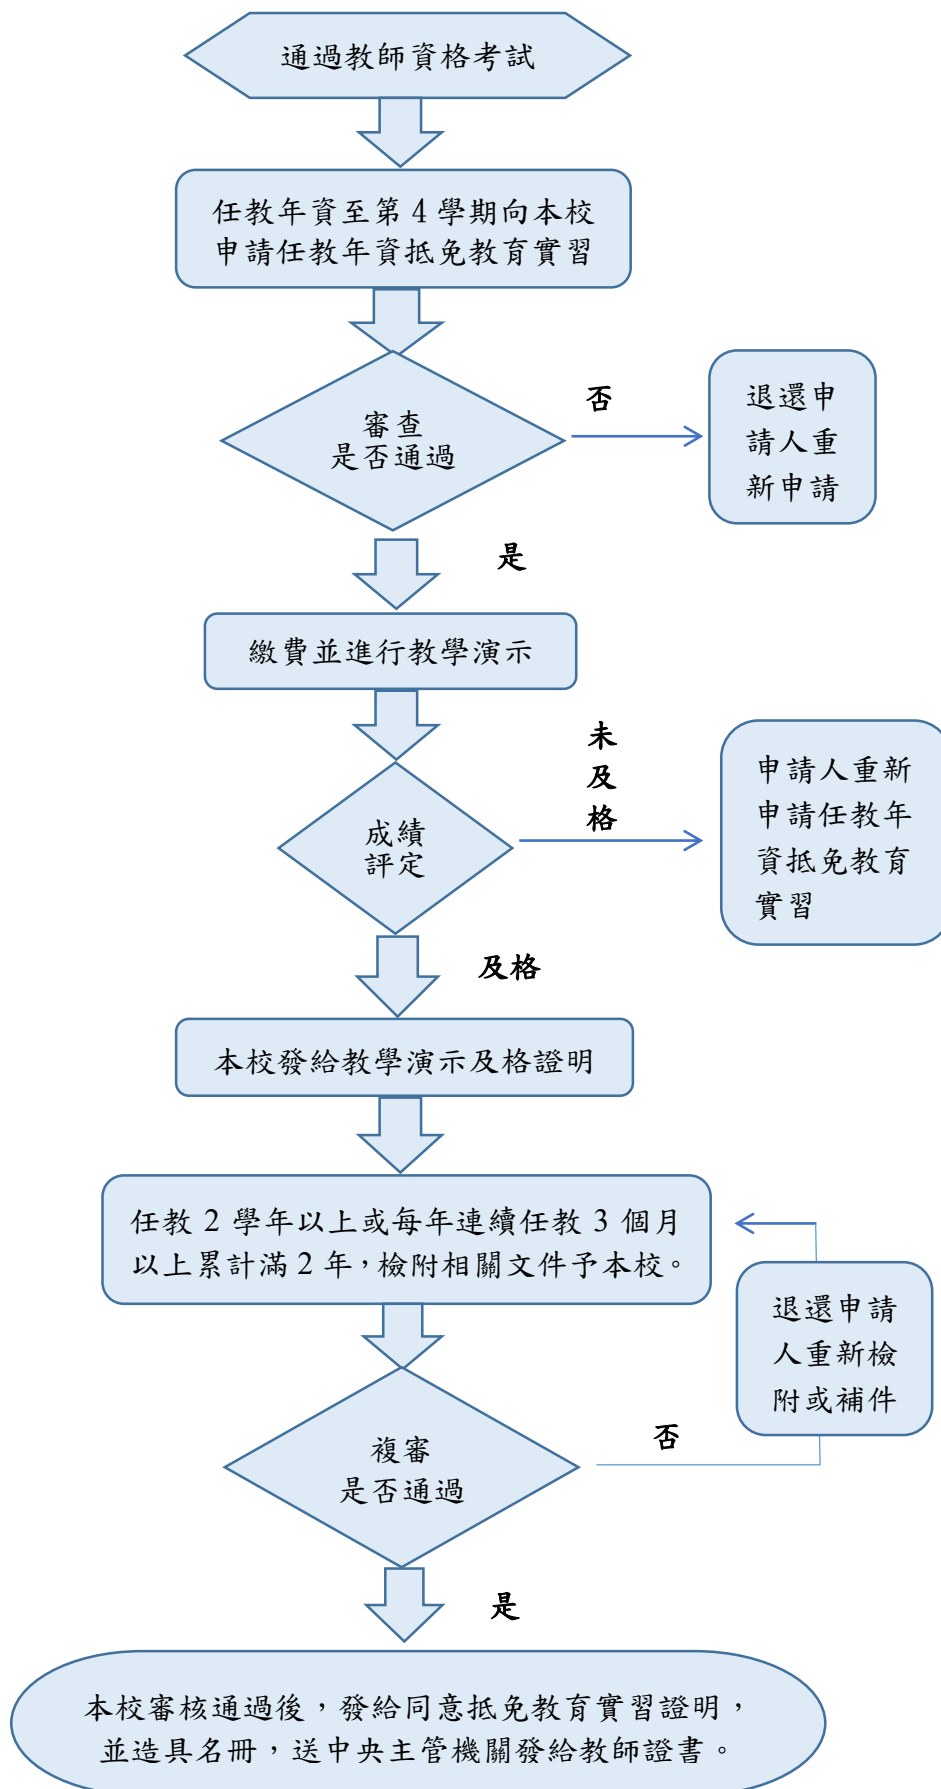 通過教師資格考試
任教年資至第 4 學期向本校
申請任教年資抵免教育實習
審查
是否通過
否
退還申
請人重
新申請
是
繳費並進行教學演示
成績
評定
未
及
格
申請人重新
申請任教年
資抵免教育
實習
及格
本校發給教學演示及格證明
任教 2 學年以上或每年連續任教 3 個月
以上累計滿 2 年，檢附相關文件予本校。
退還申請
人重新檢
附或補件
複審
是否通過
否
是
本校審核通過後，發給同意抵免教育實習證明，
並造具名冊，送中央主管機關發給教師證書。